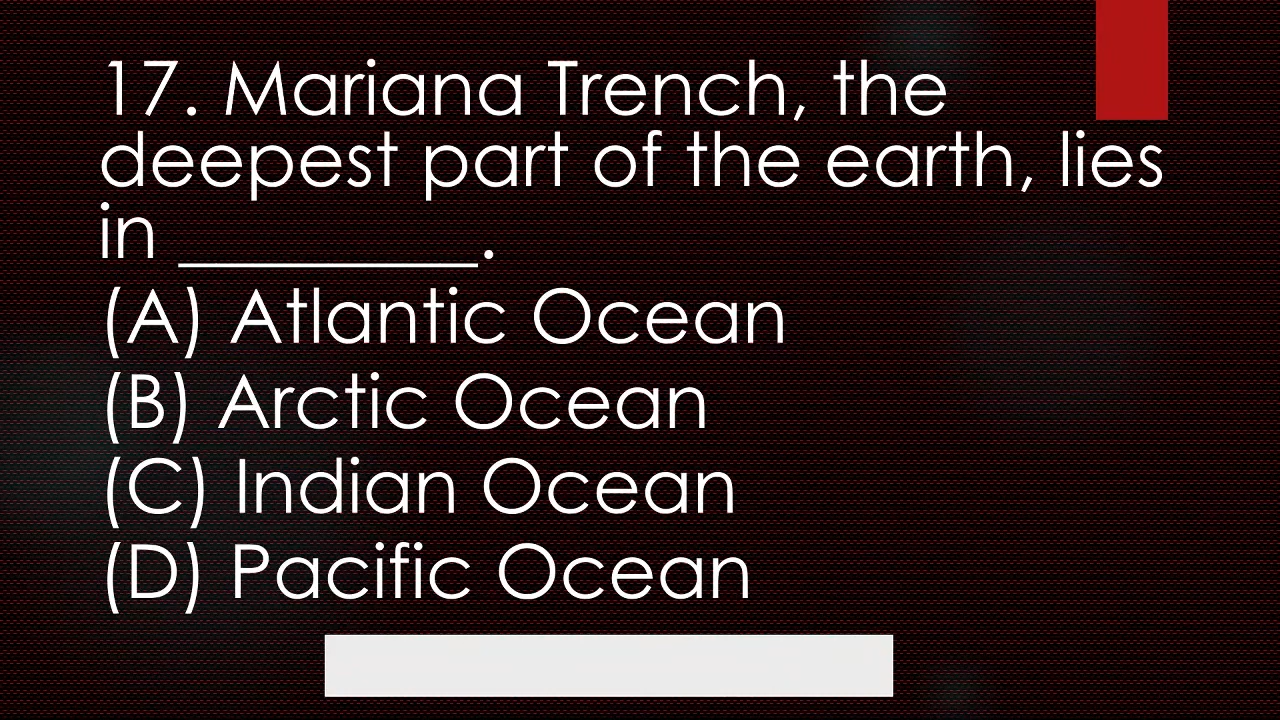 17. Mariana Trench, the
deepest part of the earth, lies
in _________.
(A) Atlantic Ocean
(B) Arctic Ocean
(C) Indian Ocean
(D) Pacific Ocean